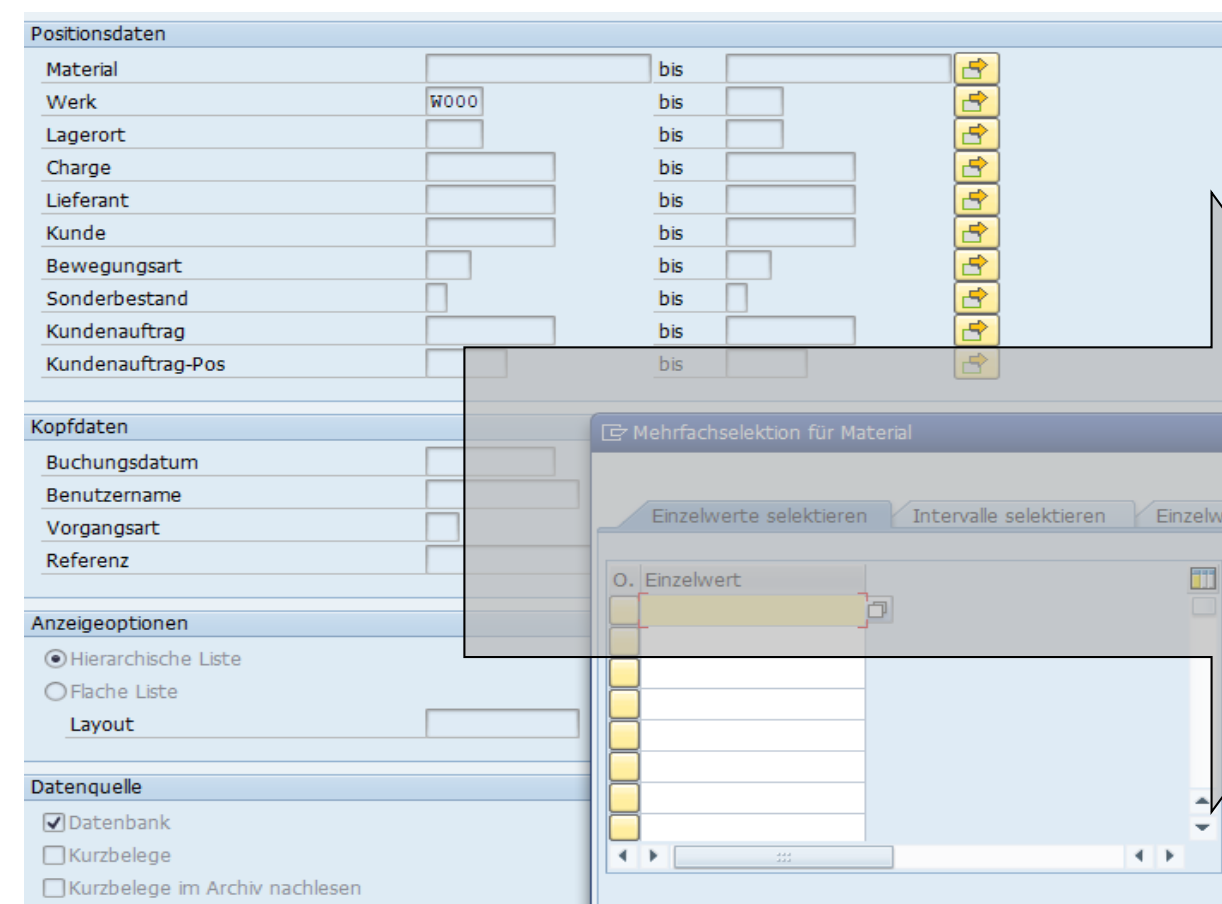 Positionsdaten
Material bis
Werk W000 bis
Lagerort bis
Charge bis
Lieferant bis
Kunde bis
Bewegungsart bis
Sonderbestand bis
Kundenauftrag bis
Kundenauftrag-Pos bis
Kopfdaten
Buchungsdatum
Benutzername
Vorgangsart
Referenz
Anzeigeoptionen
Hierarchische Liste
Flache Liste
Layout
Datenquelle
Datenbank
Kurzbelege
Kurzbelege im Archiv nachlesen
Mehrfachselektion für Material
Einzelwerte selektieren Intervalle selektieren Einzelw
O. Einzelwert